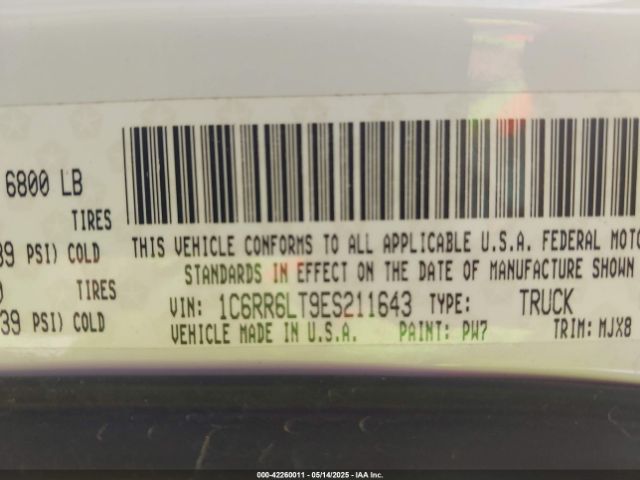 6800 LB
TIRES
39 PSI) COLD
TIRES
39 PSI) COLD
THIS VEHICLE CONFORMS TO ALL APPLICABLE U.S.A. FEDERAL MOTO
STANDARDS IN EFFECT ON THE DATE OF MANUFACTURE SHOWN
VIN: 1C6RR6LT9ES211643 TYPE: TRUCK
VEHICLE MADE IN U.S.A. PAINT: PW7 TRIM: MJX8
000-42260011 - 05/14/2025 - IAA Inc.